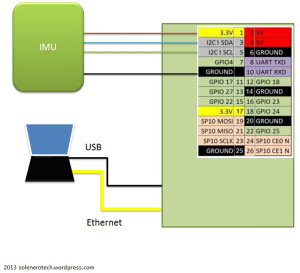 IMU
3.3V 1 2 5V
I2C1 SDA 3 4 5V
I2C1 SCL 5 6 GROUND
GPIO4 7 8 UART TXD
GROUND 10 UART RXD
GPIO 17 11 12 GPIO 18
GPIO 27 13 14 GROUND
GPIO 22 15 16 GPIO 23
3.3V 17 18 GPIO 24
SP10 MOSI 19 20 GROUND
SP10 MISO 21 22 GPIO 25
SP10 SCLK 23 24 SP10 CE0 N
GROUND 25 26 SP10 CE1 N
USB
Ethernet
2013 solenerotech.wordpress.com